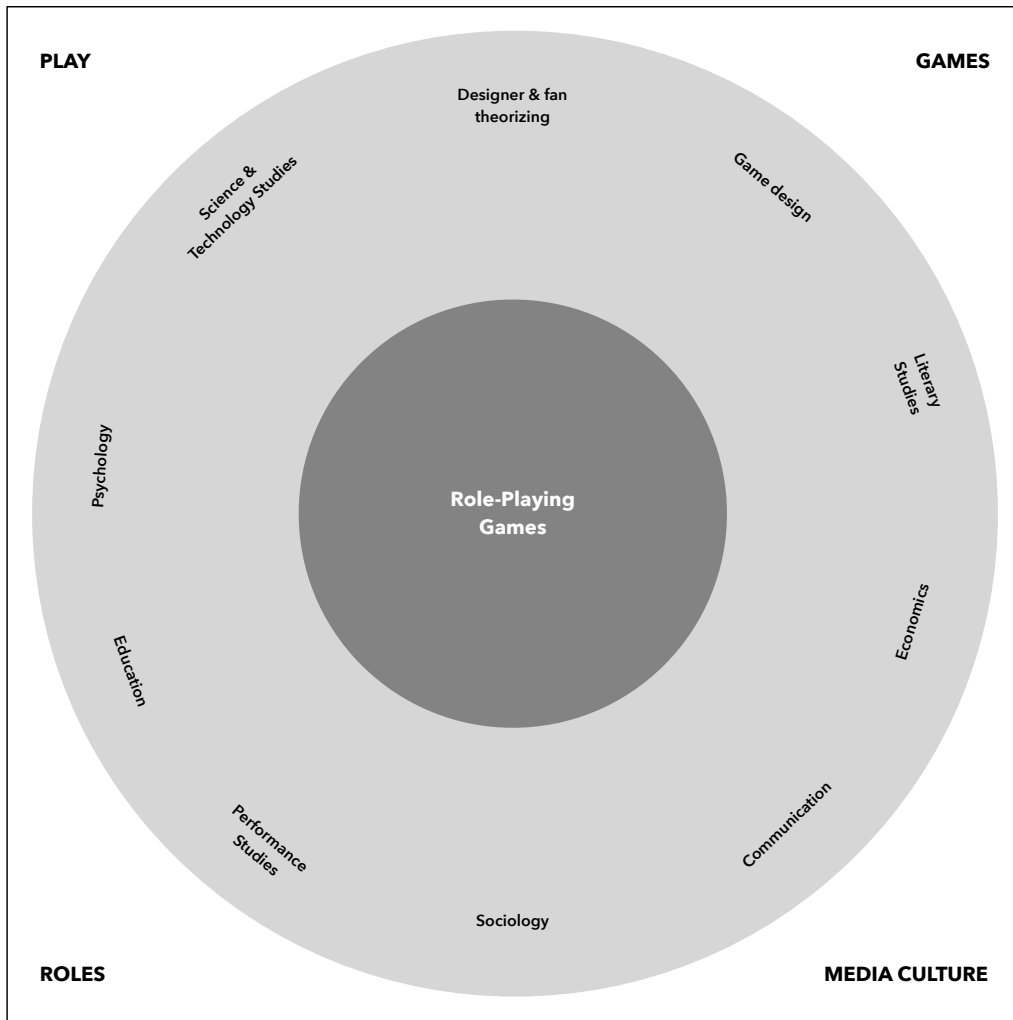 PLAY
GAMES
Designer & fan
theorizing
Science &
Technology Studies
Game design
Literary
Studies
Psychology
Role-Playing
Games
Economics
Education
Performance
Studies
Communication
Sociology
ROLES
MEDIA CULTURE